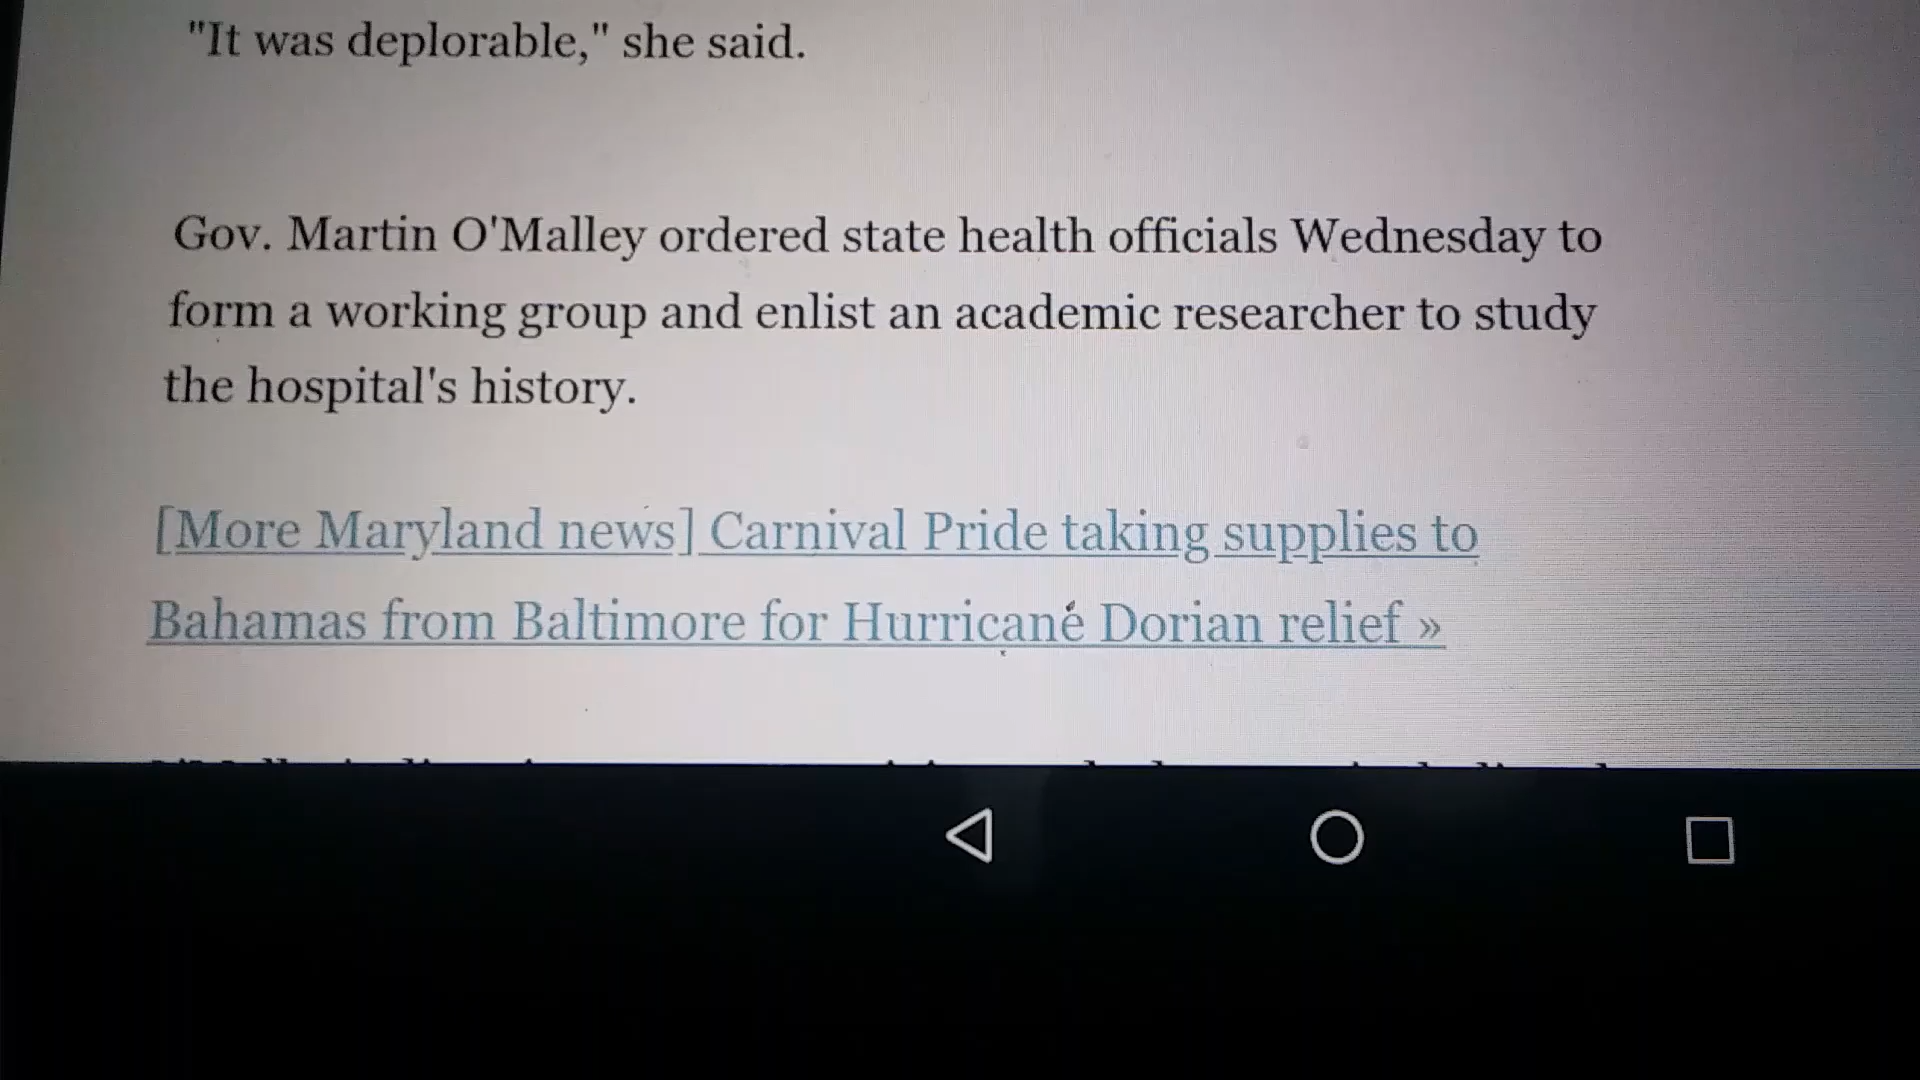 "It was deplorable," she said.
Gov. Martin O'Malley ordered state health officials Wednesday to
form a working group and enlist an academic researcher to study
the hospital's history.
[More Maryland news] Carnival Pride taking supplies to
Bahamas from Baltimore for Hurricane Dorian relief »